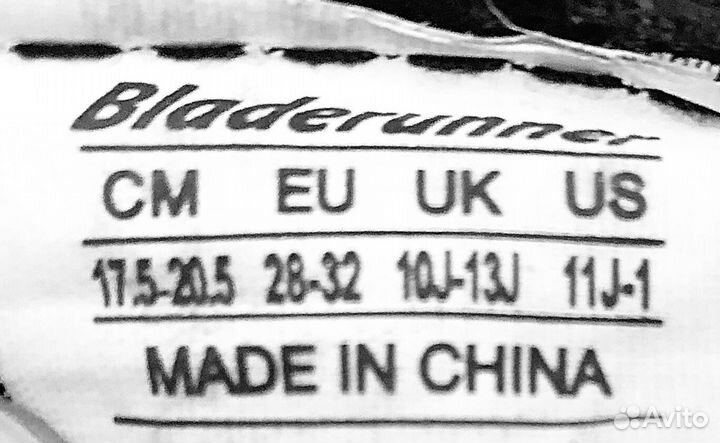 Bladerunner
CM EU UK US
17.5-20.5 28-32 10J-13J 11J-1
MADE IN CHINA
Avito